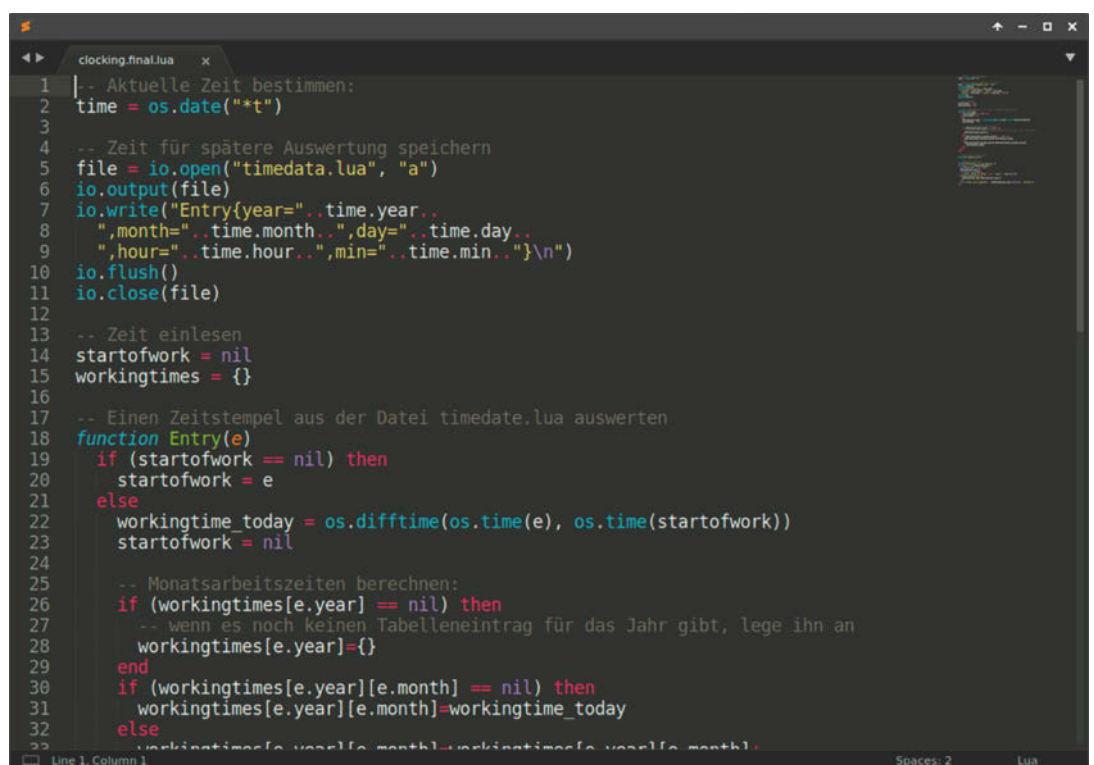 clocking.final.lua x
1 -- Aktuelle Zeit bestimmen:
2 time = os.date("*t")
3
4 -- Zeit für spätere Auswertung speichern
5 file = io.open("timedata.lua", "a")
6 io.output(file)
7 io.write("Entry{year="..time.year..
8 ",month="..time.month..",day="..time.day..
9 ",hour="..time.hour..",min="..time.min.."}\n")
10 io.flush()
11 io.close(file)
12
13 -- Zeit einlesen
14 startofwork = nil
15 workingtimes = {}
16
17 -- Einen Zeitstempel aus der Datei timedate.lua auswerten
18 function Entry(e)
19 if (startofwork == nil) then
20 startofwork = e
21 else
22 workingtime_today = os.difftime(os.time(e), os.time(startofwork))
23 startofwork = nil
24
25 -- Monatsarbeitszeiten berechnen:
26 if (workingtimes[e.year] == nil) then
27 -- wenn es noch keinen Tabelleneintrag für das Jahr gibt, lege ihn an
28 workingtimes[e.year]={}
29 end
30 if (workingtimes[e.year][e.month] == nil) then
31 workingtimes[e.year][e.month]=workingtime_today
32 else
33 workingtimes[e.year][e.month]=workingtimes[e.year][e.month]+
Line 1, Column 1 Spaces: 2 Lua